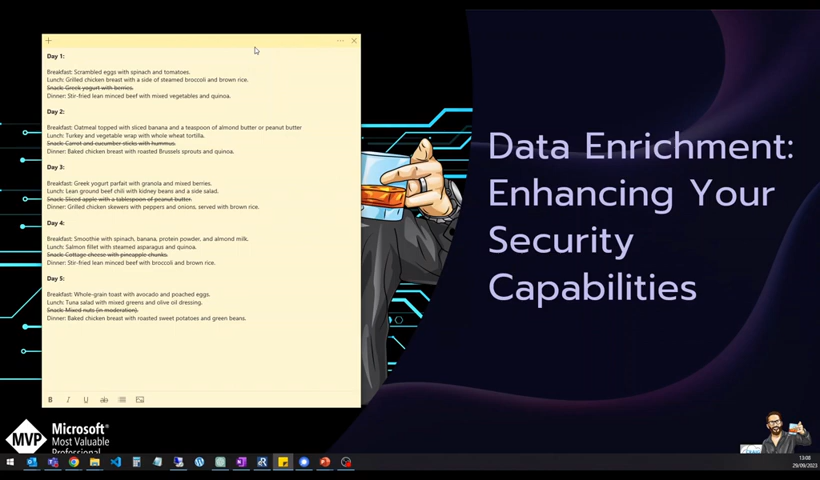 Day 1:
Breakfast: Scrambled eggs with spinach and tomatoes.
Lunch: Grilled chicken breast with a side of steamed broccoli and brown rice.
Snack: Greek yogurt with berries.
Dinner: Stir-fried lean minced beef with mixed vegetables and quinoa.
Day 2:
Breakfast: Oatmeal topped with sliced banana and a teaspoon of almond butter or peanut butter
Lunch: Turkey and vegetable wrap with whole wheat tortilla.
Snack: Carrot and cucumber sticks with hummus.
Dinner: Baked chicken breast with roasted Brussels sprouts and quinoa.
Day 3:
Breakfast: Greek yogurt parfait with granola and mixed berries.
Lunch: Lean ground beef chili with kidney beans and a side salad.
Snack: Sliced apple with a tablespoon of peanut butter.
Dinner: Grilled chicken skewers with peppers and onions, served with brown rice.
Day 4:
Breakfast: Smoothie with spinach, banana, protein powder, and almond milk.
Lunch: Salmon fillet with steamed asparagus and quinoa.
Snack: Cottage cheese with pineapple chunks.
Dinner: Stir-fried lean minced beef with broccoli and brown rice.
Day 5:
Breakfast: Whole-grain toast with avocado and poached eggs.
Lunch: Tuna salad with mixed greens and olive oil dressing.
Snack: Mixed nuts (in moderation).
Dinner: Baked chicken breast with roasted sweet potatoes and green beans.
B I U ab
Data Enrichment:
Enhancing Your
Security
Capabilities
MVP
Microsoft®
Most Valuable
Professional
13:08
29/09/2023